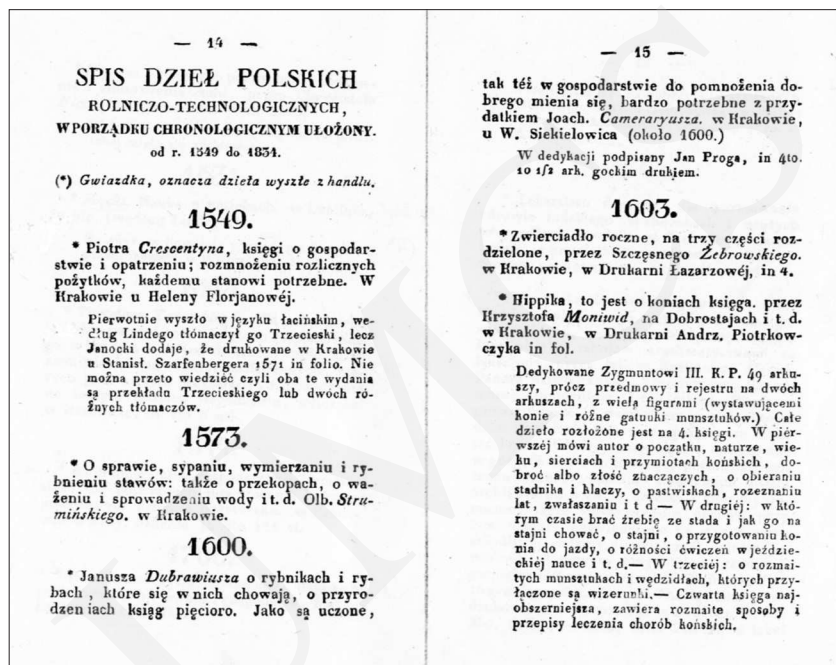 — 14 —
SPIS DZIEŁ POLSKICH
ROLNICZO-TECHNOLOGICZNYCH,
W PORZĄDKU CHRONOLOGICZNYM UŁOŻONY.
od r. 1549 do 1834.
(*) Gwiazdka, oznacza dzieła wyszłe z handlu.
1549.
* Piotra Crescentyna, księgi o gospodar-
stwie i opatrzeniu; rozmnożeniu rozlicznych
pożytków, każdemu stanowi potrzebne. W
Krakowie u Heleny Florjanowéj.
Pierwotnie wyszło w języku łacińskim, we-
dług Lindego tłómaczył go Trzecieski, lecz
Janocki dodaje, że drukowane w Krakowie
u Stanisł. Szarfenbergera 1571 in folio. Nie
można przeto wiedzieć czyli oba te wydania
są przekładu Trzecieskiego lub dwóch ró-
żnych tłómaczów.
1573.
* O sprawie, sypaniu, wymierzaniu i ry-
bnieniu stawów: także o przekopach, o wa-
żeniu i sprowadzeniu wody i t. d. Olb. Stru-
mińskiego. w Krakowie.
1600.
* Janusza Dubrawiusza o rybnikach i ry-
bach , które się w nich chowają, o przyro-
dzeniach ksiąg pięcioro. Jako są uczone,
— 15 —
tak téż w gospodarstwie do pomnożenia do-
brego mienia się, bardzo potrzebne z przy-
datkiem Joach. Cameraryusza. w Krakowie,
u W. Siekielowica (około 1600.)
W dedykacji podpisany Jan Proga, in 4to.
10 1/2 ark. gockim drukiem.
1603.
* Zwierciadło roczne, na trzy części roz-
dzielone, przez Szczęsnego Żebrowskiego.
w Krakowie, w Drukarni Łazarzowéj, in 4.
* Hippika, to jest o koniach księga. przez
Krzysztofa Moniwid, na Dobrostajach i t. d.
w Krakowie, w Drukarni Andrz. Piotrkow-
czyka in fol.
Dedykowane Zygmuntowi III. K. P. 49 arku-
szy, prócz przedmowy i rejestru na dwóch
arkuszach, z wielą figurami (wystawującemi
konie i różne gatunki munsztuków.) Całe
dzieło rozłożone jest na 4. księgi. W piér-
wszéj mówi autor o początku, naturze, wie-
ku, sierciach i przymiotach końskich, do-
broć albo złość znaczących, o obieraniu
stadnika i klaczy, o pastwiskach, rozeznaniu
lat, zwałaszaniu i t d — W drugiéj: w któ-
rym czasie brać źrebię ze stada i jak go na
stajni chować, o stajni, o przygotowaniu ko-
nia do jazdy, o różności ćwiczeń w jeździe-
ckiéj nauce i t. d.— W trzeciéj: o rozmai-
tych munsztukach i wędzidłach, których przy-
łączone są wizerunki.— Czwarta księga naj-
obszerniejsza, zawiera rozmaite sposoby i
przepisy leczenia chorób końskich.
UMCS